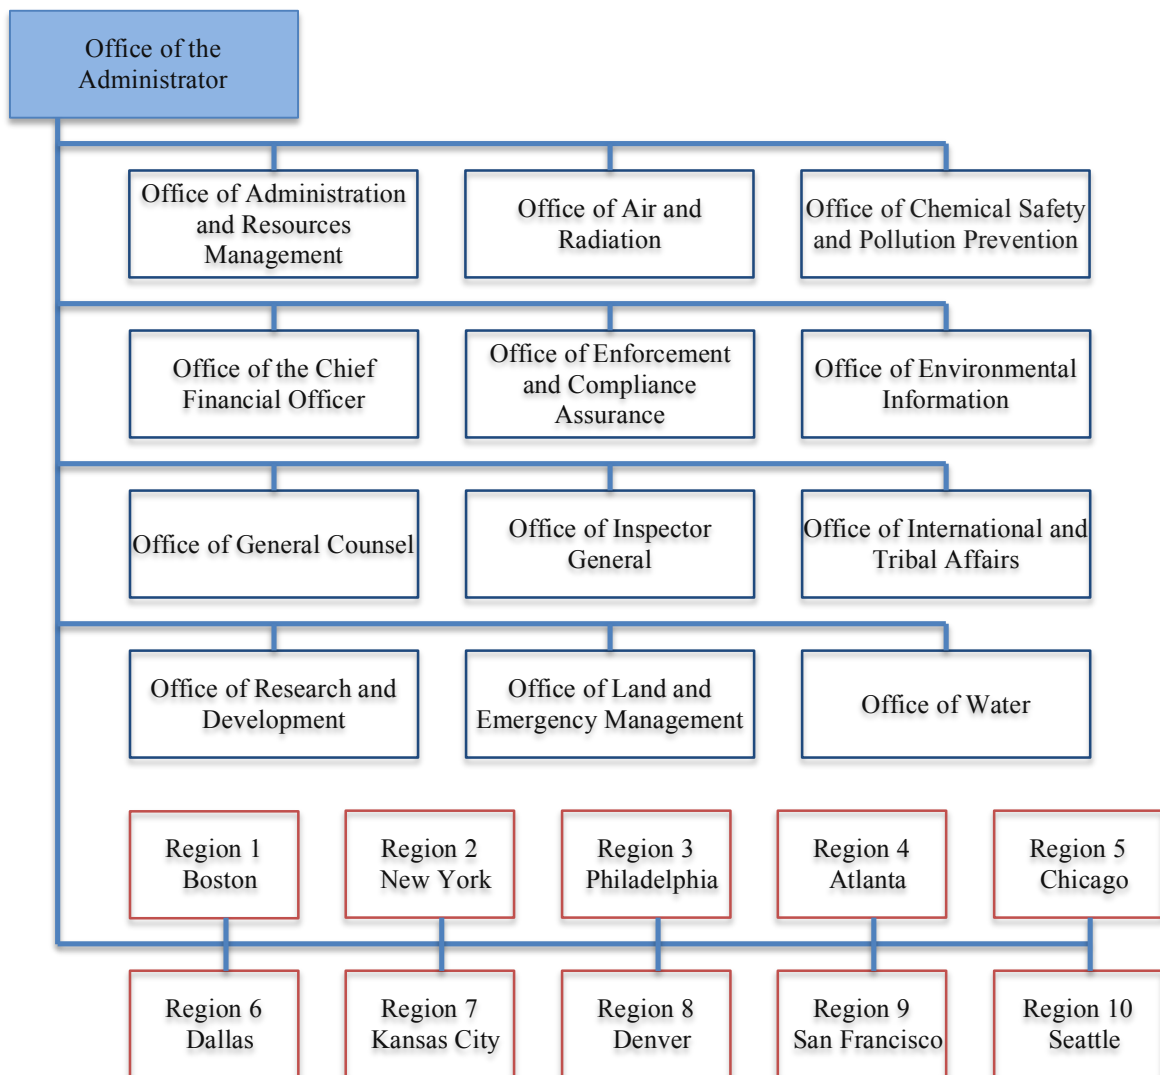 Office of the
Administrator
Office of Administration
and Resources
Management
Office of Air and
Radiation
Office of Chemical Safety
and Pollution Prevention
Office of the Chief
Financial Officer
Office of Enforcement
and Compliance
Assurance
Office of Environmental
Information
Office of General Counsel
Office of Inspector
General
Office of International and
Tribal Affairs
Office of Research and
Development
Office of Land and
Emergency Management
Office of Water
Region 1
Boston
Region 2
New York
Region 3
Philadelphia
Region 4
Atlanta
Region 5
Chicago
Region 6
Dallas
Region 7
Kansas City
Region 8
Denver
Region 9
San Francisco
Region 10
Seattle